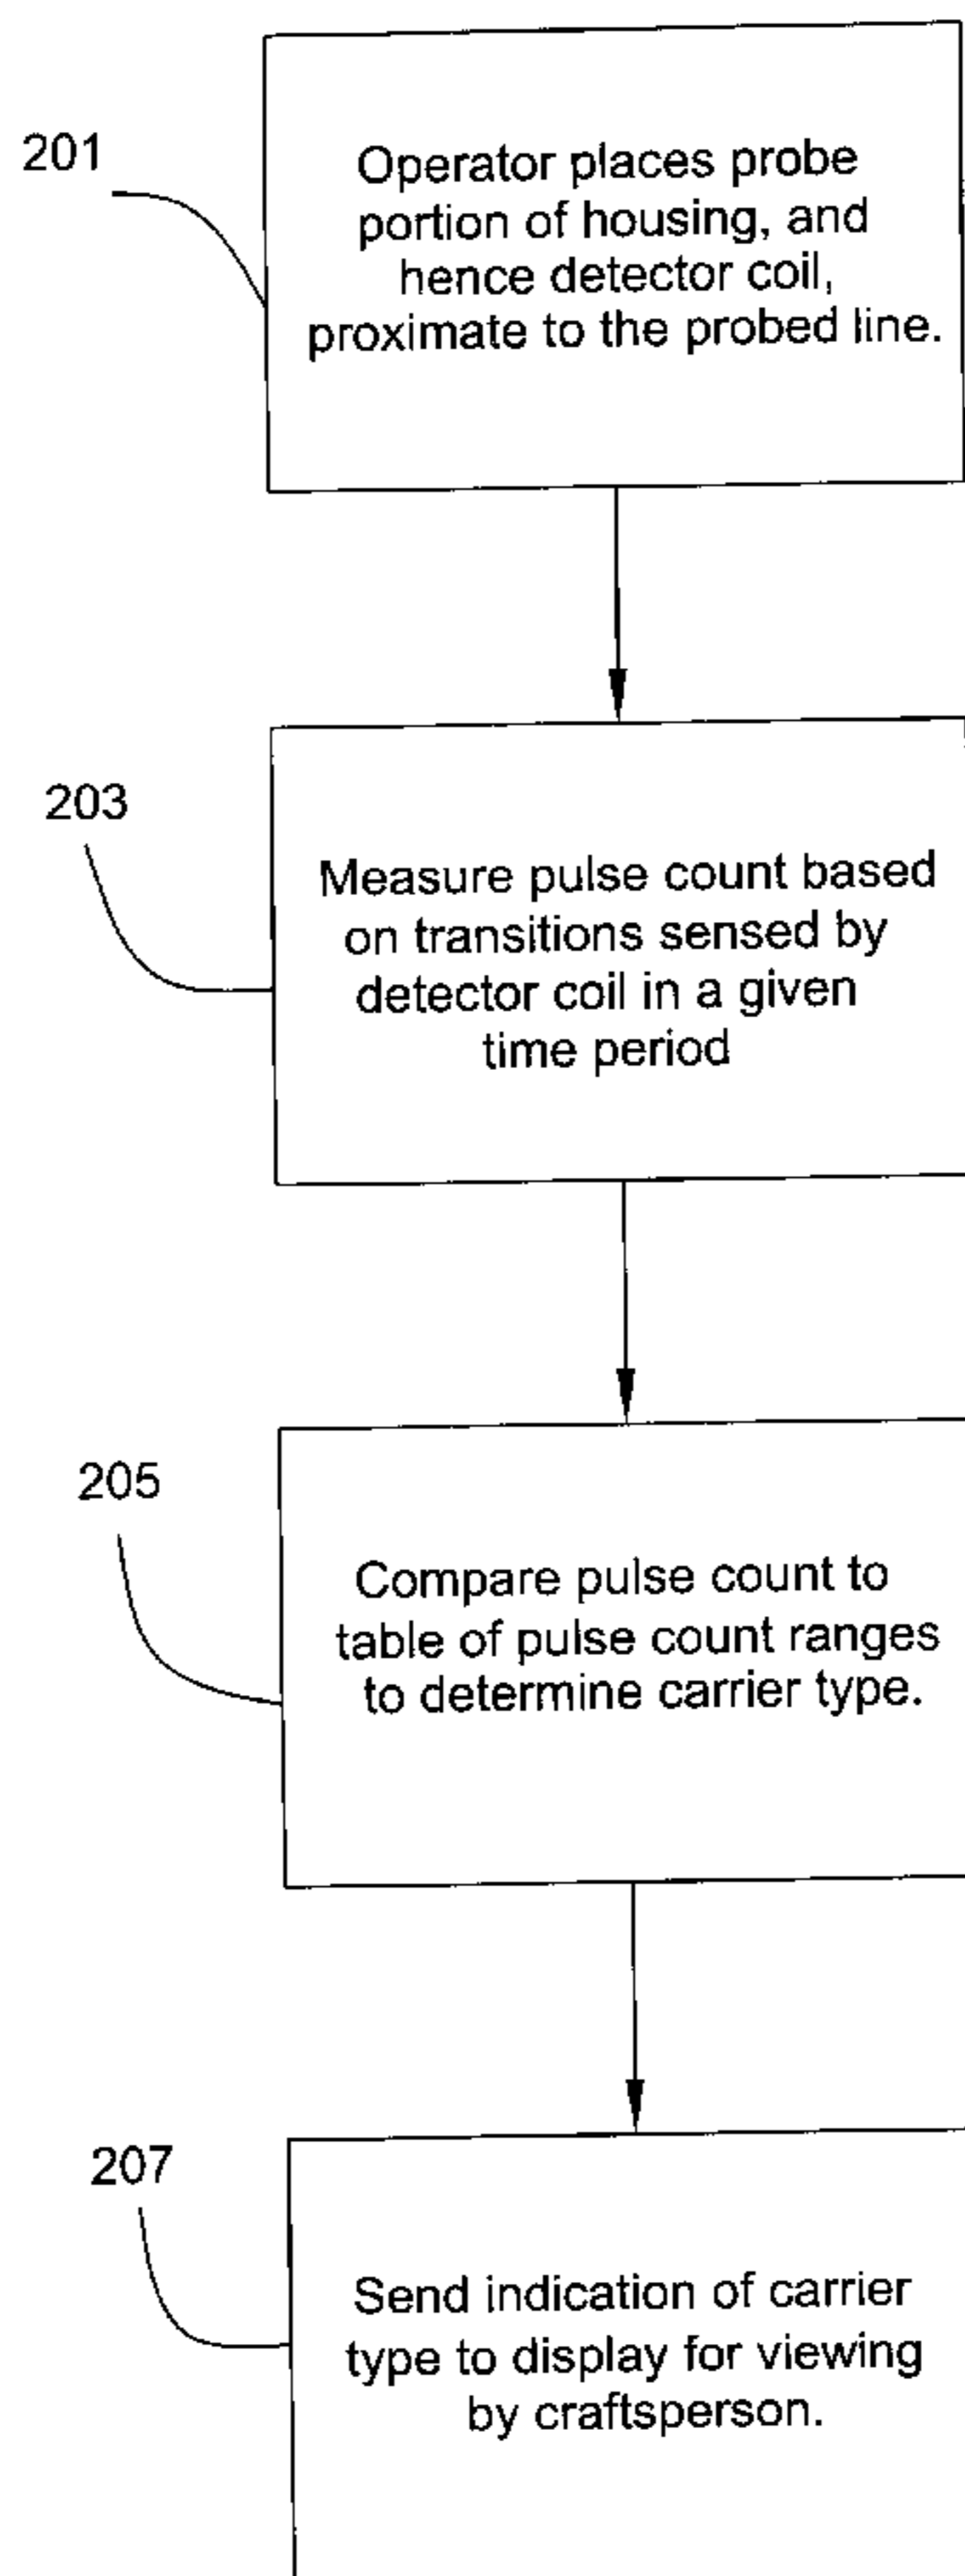 201
Operator places probe
portion of housing, and
hence detector coil,
proximate to the probed line.
203
Measure pulse count based
on transitions sensed by
detector coil in a given
time period
205
Compare pulse count to
table of pulse count ranges
to determine carrier type.
207
Send indication of carrier
type to display for viewing
by craftsperson.